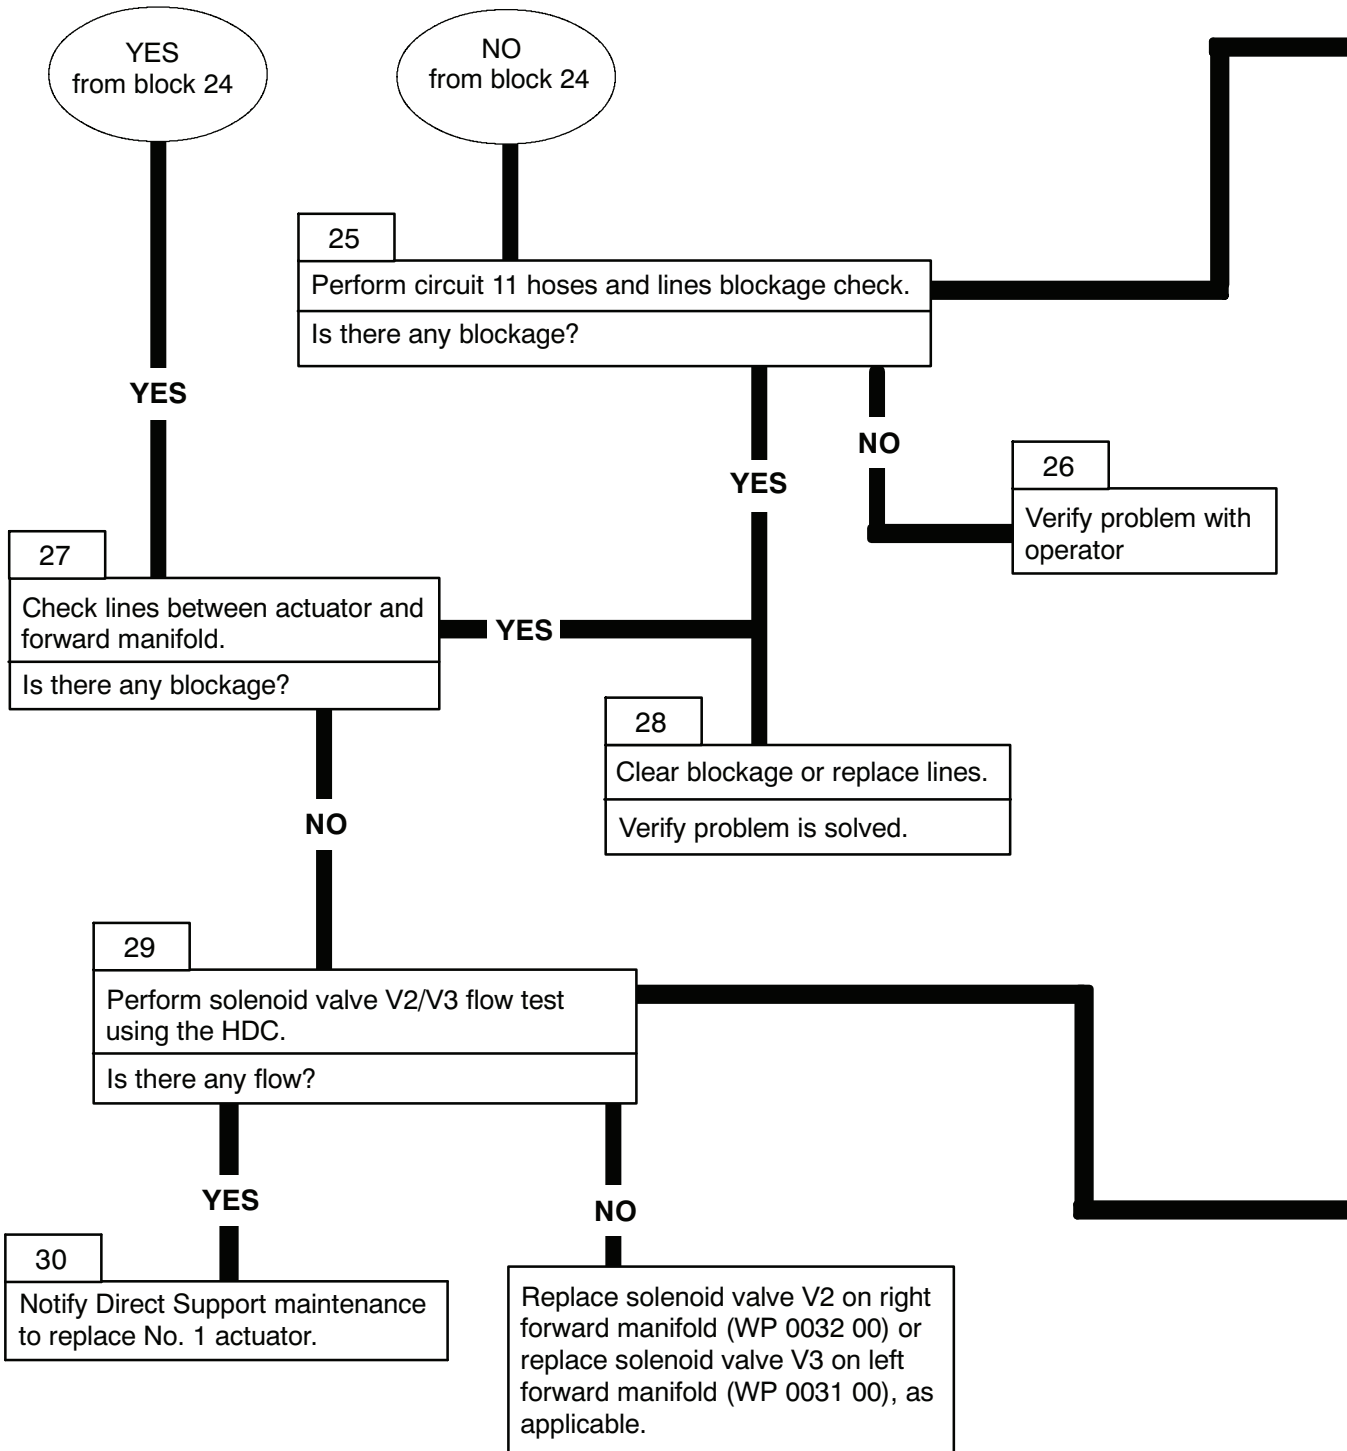 YES
from block 24
NO
from block 24
25
Perform circuit 11 hoses and lines blockage check.
Is there any blockage?
YES
NO
YES
26
Verify problem with
operator
27
Check lines between actuator and
forward manifold.
Is there any blockage?
YES
28
Clear blockage or replace lines.
Verify problem is solved.
NO
29
Perform solenoid valve V2/V3 flow test
using the HDC.
Is there any flow?
YES
NO
30
Notify Direct Support maintenance
to replace No. 1 actuator.
Replace solenoid valve V2 on right
forward manifold (WP 0032 00) or
replace solenoid valve V3 on left
forward manifold (WP 0031 00), as
applicable.